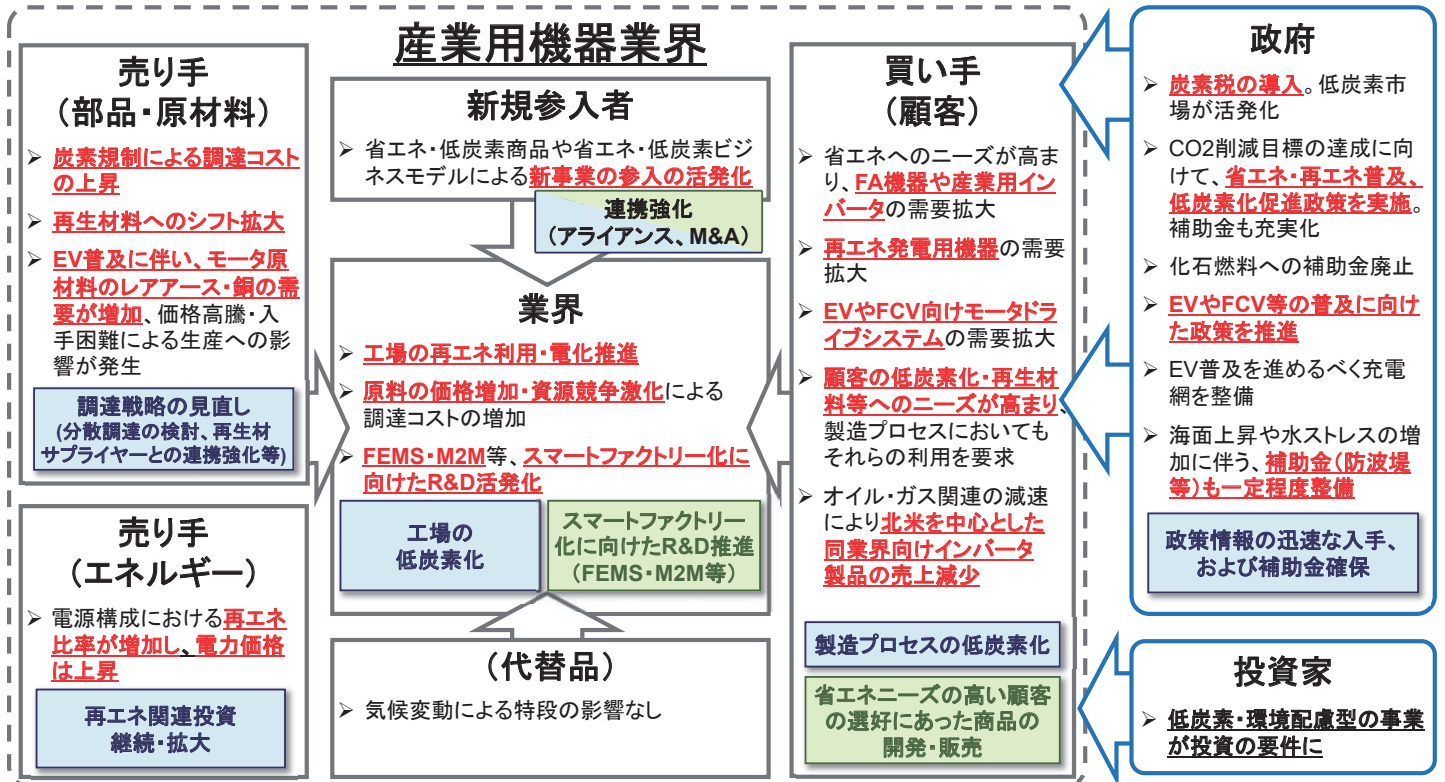 産業用機器業界
売り手
（部品・原材料）
➢ 炭素規制による調達コスト
の上昇
➢ 再生材料へのシフト拡大
➢ EV普及に伴い、モータ原
材料のレアアース・銅の需
要が増加、価格高騰・入
手困難による生産への影
響が発生
調達戦略の見直し
(分散調達の検討、再生材
サプライヤーとの連携強化等)
売り手
（エネルギー）
➢ 電源構成における再エネ
比率が増加し、電力価格
は上昇
再エネ関連投資
継続・拡大
新規参入者
➢ 省エネ・低炭素商品や省エネ・低炭素ビジ
ネスモデルによる新事業の参入の活発化
連携強化
（アライアンス、M&A）
業界
➢ 工場の再エネ利用・電化推進
➢ 原料の価格増加・資源競争激化による
調達コストの増加
➢ FEMS・M2M等、スマートファクトリー化に
向けたR&D活発化
工場の
低炭素化
スマートファクトリー
化に向けたR&D推進
（FEMS・M2M等）
（代替品）
➢ 気候変動による特段の影響なし
買い手
（顧客）
➢ 省エネへのニーズが高ま
り、FA機器や産業用イン
バータの需要拡大
➢ 再エネ発電用機器の需要
拡大
➢ EVやFCV向けモータドラ
イブシステムの需要拡大
➢ 顧客の低炭素化・再生材
料等へのニーズが高まり、
製造プロセスにおいても
それらの利用を要求
➢ オイル・ガス関連の減速
により北米を中心とした
同業界向けインバータ
製品の売上減少
製造プロセスの低炭素化
省エネニーズの高い顧客
の選好にあった商品の
開発・販売
政府
➢ 炭素税の導入。低炭素市
場が活発化
➢ CO2削減目標の達成に向
けて、省エネ・再エネ普及、
低炭素化促進政策を実施。
補助金も充実化
➢ 化石燃料への補助金廃止
➢ EVやFCV等の普及に向け
た政策を推進
➢ EV普及を進めるべく充電
網を整備
➢ 海面上昇や水ストレスの増
加に伴う、補助金（防波堤
等）も一定程度整備
政策情報の迅速な入手、
および補助金確保
投資家
➢ 低炭素・環境配慮型の事業
が投資の要件に